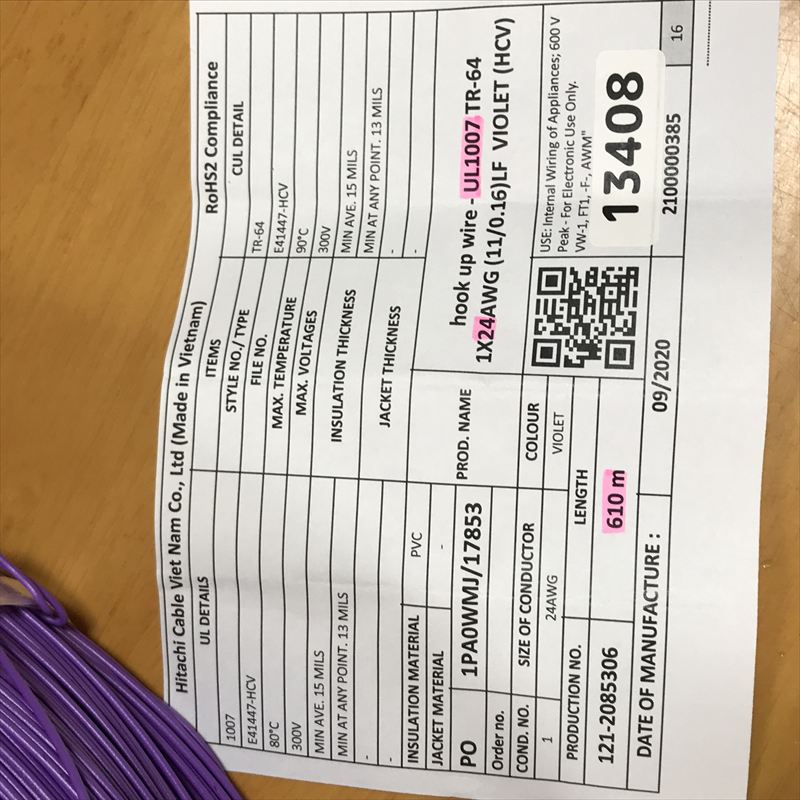 Hitachi Cable Viet Nam Co., Ltd (Made in Vietnam) RoHS2 Compliance
UL DETAILS ITEMS CUL DETAIL
1007 STYLE NO./ TYPE TR-64
E41447-HCV FILE NO. E41447-HCV
80°C MAX. TEMPERATURE 90°C
300V MAX. VOLTAGES 300V
MIN AVE. 15 MILS INSULATION THICKNESS MIN AVE. 15 MILS
MIN AT ANY POINT. 13 MILS MIN AT ANY POINT. 13 MILS
- JACKET THICKNESS -
- -
INSULATION MATERIAL PVC
JACKET MATERIAL -
PO 1PA0WMJ/17853 PROD. NAME hook up wire - UL1007 TR-64
1X24AWG (11/0.16)LF VIOLET (HCV)
Order no.
COND. NO. SIZE OF CONDUCTOR COLOUR
1 24AWG VIOLET
USE: Internal Wiring of Appliances; 600 V
Peak - For Electronic Use Only.
VW-1, FT1, -F-, AWM"
PRODUCTION NO. LENGTH
121-2085306 610 m
13408
DATE OF MANUFACTURE : 09/2020 2100000385 16